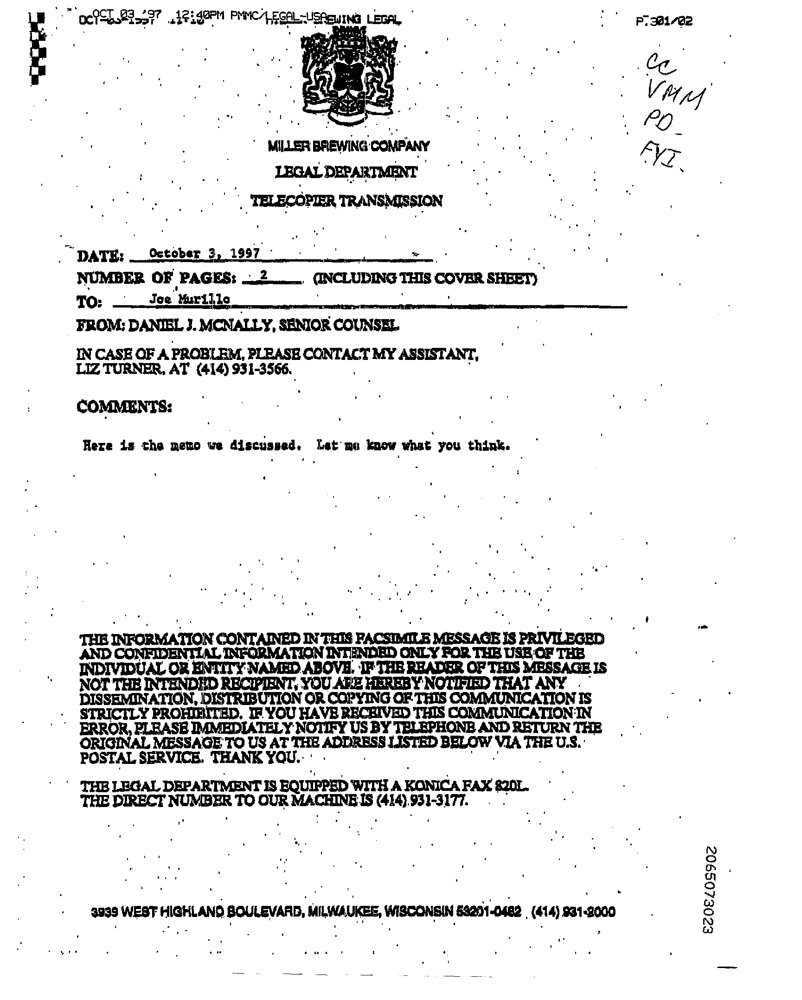 OCT 03 '97 12:40PM PMMC/LEGAL-USA
P.301/02
cc
VMM
PD
FYI.
MILLER BREWING COMPANY
LEGAL DEPARTMENT
TELECOPIER TRANSMISSION
DATE: October 3, 1997
NUMBER OF PAGES: 2 (INCLUDING THIS COVER SHEET)
TO: Joe Murillo
FROM: DANIEL J. MCNALLY, SENIOR COUNSEL
IN CASE OF A PROBLEM, PLEASE CONTACT MY ASSISTANT,
LIZ TURNER, AT (414) 931-3566.
COMMENTS:
Here is the memo we discussed. Let me know what you think.
THE INFORMATION CONTAINED IN THIS FACSIMILE MESSAGE IS PRIVILEGED
AND CONFIDENTIAL INFORMATION INTENDED ONLY FOR THE USE OF THE
INDIVIDUAL OR ENTITY NAMED ABOVE. IF THE READER OF THIS MESSAGE IS
NOT THE INTENDED RECIPIENT, YOU ARE HEREBY NOTIFIED THAT ANY
DISSEMINATION, DISTRIBUTION OR COPYING OF THIS COMMUNICATION IS
STRICTLY PROHIBITED. IF YOU HAVE RECEIVED THIS COMMUNICATION IN
ERROR, PLEASE IMMEDIATELY NOTIFY US BY TELEPHONE AND RETURN THE
ORIGINAL MESSAGE TO US AT THE ADDRESS LISTED BELOW VIA THE U.S.
POSTAL SERVICE. THANK YOU.
THE LEGAL DEPARTMENT IS EQUIPPED WITH A KONICA FAX 820L.
THE DIRECT NUMBER TO OUR MACHINE IS (414) 931-3177.
2065073023
3939 WEST HIGHLAND BOULEVARD, MILWAUKEE, WISCONSIN 53201-0482 (414) 931-2000